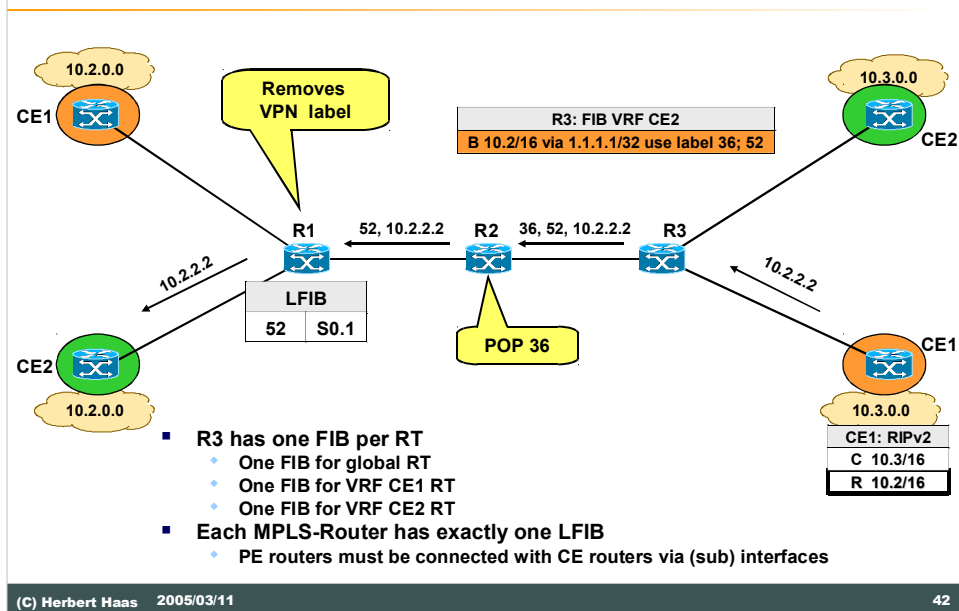 10.2.0.0
CE1
Removes
VPN label
R3: FIB VRF CE2
B 10.2/16 via 1.1.1.1/32 use label 36; 52
10.3.0.0
CE2
R1
52, 10.2.2.2
R2
36, 52, 10.2.2.2
R3
10.2.2.2
10.2.2.2
LFIB
52 S0.1
POP 36
CE2
10.2.0.0
CE1
10.3.0.0
CE1: RIPv2
C 10.3/16
R 10.2/16
R3 has one FIB per RT
One FIB for global RT
One FIB for VRF CE1 RT
One FIB for VRF CE2 RT
Each MPLS-Router has exactly one LFIB
PE routers must be connected with CE routers via (sub) interfaces
(C) Herbert Haas 2005/03/11
42